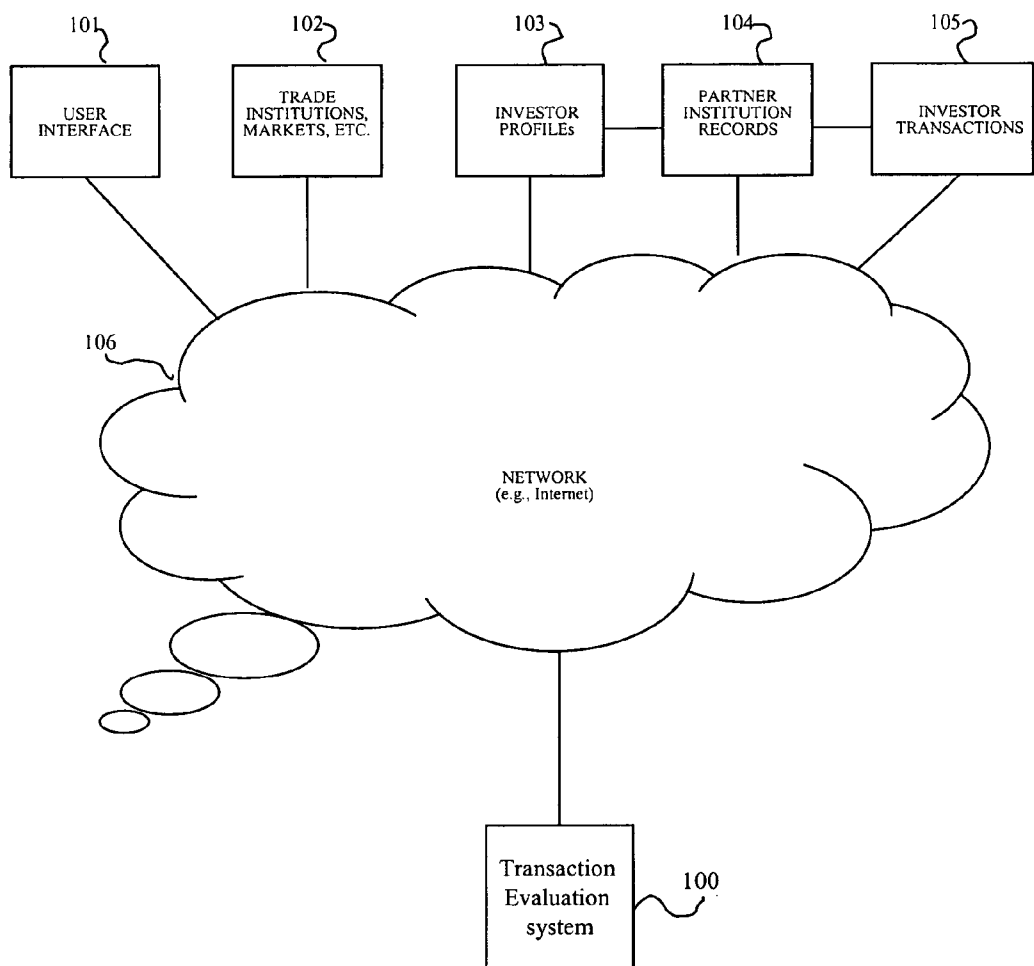 101
102
103
104
105
USER
INTERFACE
TRADE
INSTITUTIONS,
MARKETS, ETC.
INVESTOR
PROFILEs
PARTNER
INSTITUTION
RECORDS
INVESTOR
TRANSACTIONS
106
NETWORK
(e.g., Internet)
Transaction
Evaluation
system
100